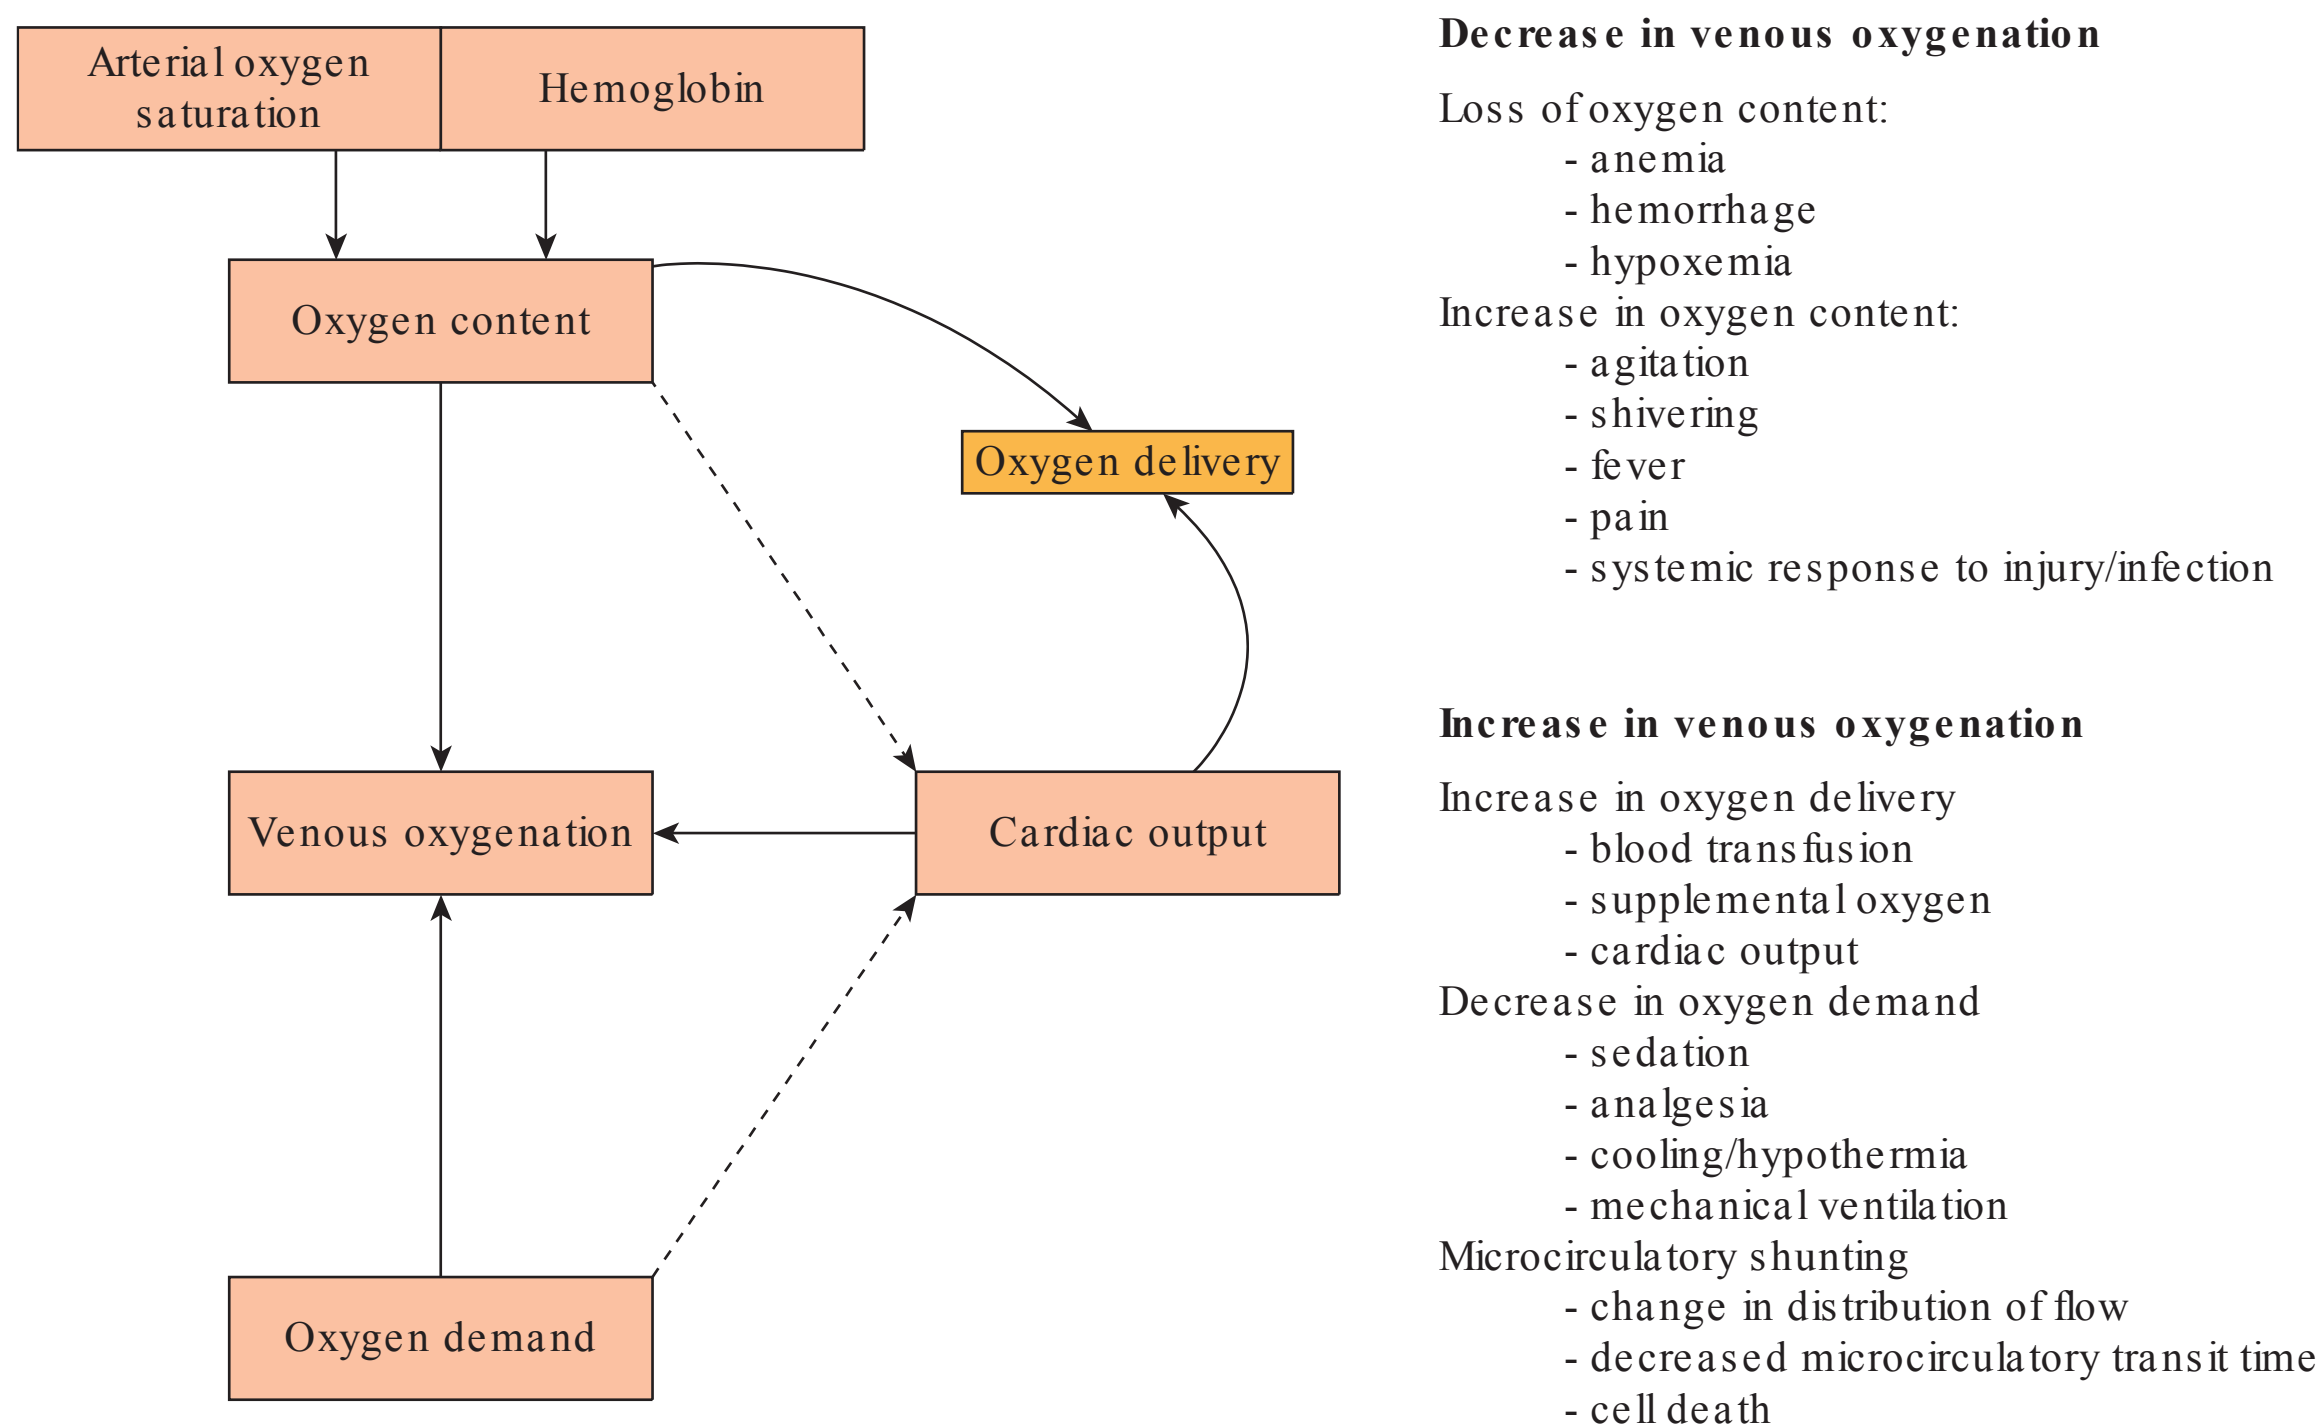 Arterial oxygen
saturation
Hemoglobin
Oxygen content
Oxygen delivery
Venous oxygenation
Cardiac output
Oxygen demand
Decrease in venous oxygenation
Loss of oxygen content:
- anemia
- hemorrhage
- hypoxemia
Increase in oxygen content:
- agitation
- shivering
- fever
- pain
- systemic response to injury/infection
Increase in venous oxygenation
Increase in oxygen delivery
- blood transfusion
- supplemental oxygen
- cardiac output
Decrease in oxygen demand
- sedation
- analgesia
- cooling/hypothermia
- mechanical ventilation
Microcirculatory shunting
- change in distribution of flow
- decreased microcirculatory transit time
- cell death